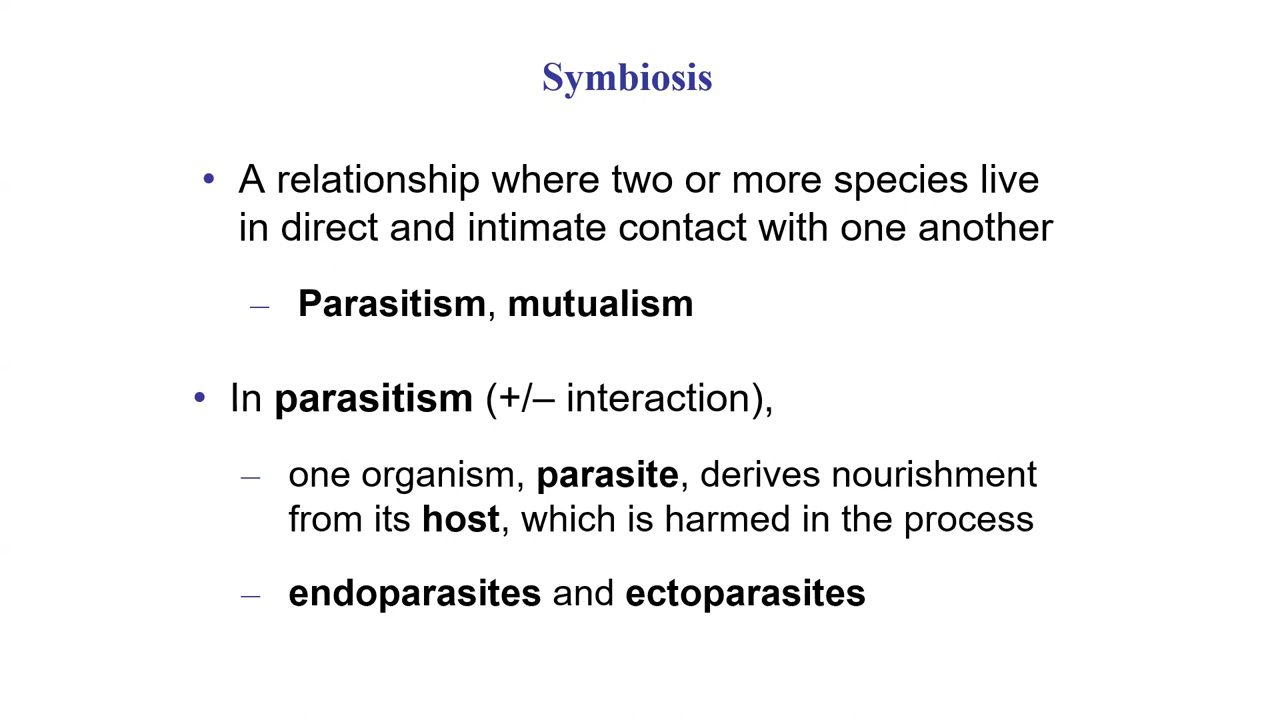 Symbiosis
• A relationship where two or more species live
in direct and intimate contact with one another
– Parasitism, mutualism
• In parasitism (+/– interaction),
– one organism, parasite, derives nourishment
from its host, which is harmed in the process
– endoparasites and ectoparasites